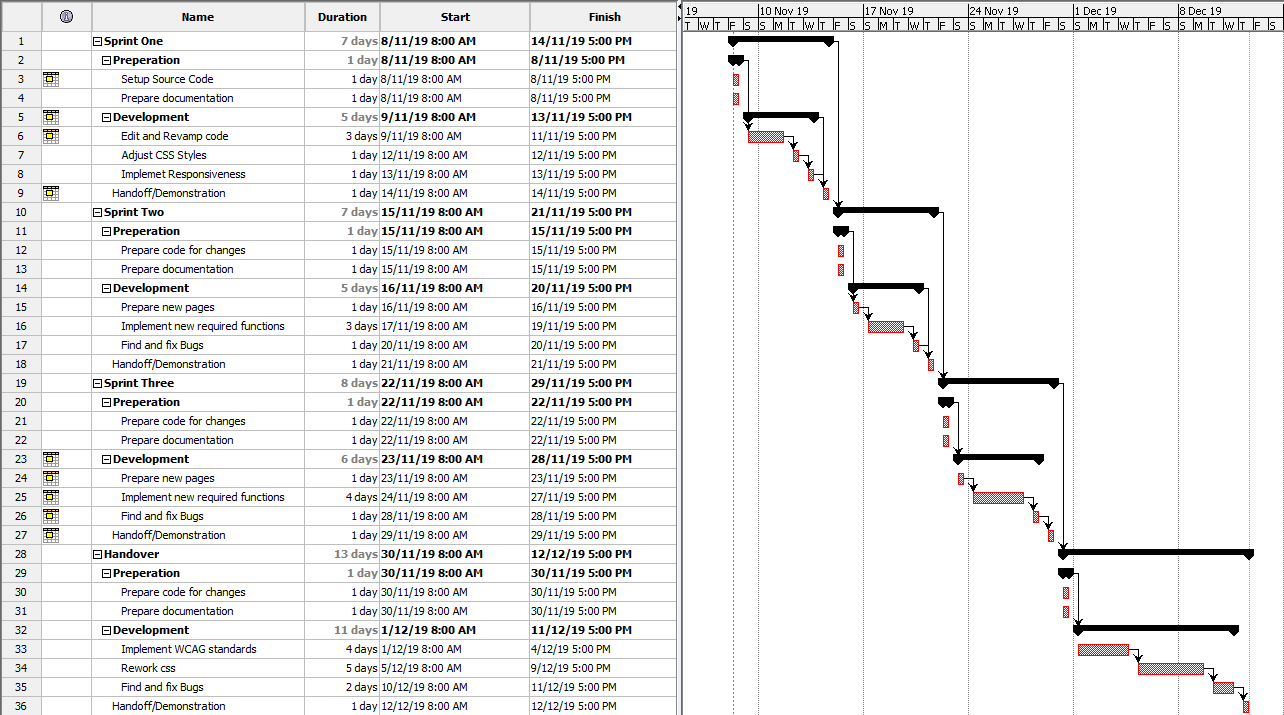 Name Duration Start Finish 19 10 Nov 19 17 Nov 19 24 Nov 19 1 Dec 19 8 Dec 19
T W T F S S M T W T F S S M T W T F S S M T W T F S S M T W T F S S M T W T F S
1 Sprint One 7 days 8/11/19 8:00 AM 14/11/19 5:00 PM
2 Preperation 1 day 8/11/19 8:00 AM 8/11/19 5:00 PM
3 Setup Source Code 1 day 8/11/19 8:00 AM 8/11/19 5:00 PM
4 Prepare documentation 1 day 8/11/19 8:00 AM 8/11/19 5:00 PM
5 Development 5 days 9/11/19 8:00 AM 13/11/19 5:00 PM
6 Edit and Revamp code 3 days 9/11/19 8:00 AM 11/11/19 5:00 PM
7 Adjust CSS Styles 1 day 12/11/19 8:00 AM 12/11/19 5:00 PM
8 Implemet Responsiveness 1 day 13/11/19 8:00 AM 13/11/19 5:00 PM
9 Handoff/Demonstration 1 day 14/11/19 8:00 AM 14/11/19 5:00 PM
10 Sprint Two 7 days 15/11/19 8:00 AM 21/11/19 5:00 PM
11 Preperation 1 day 15/11/19 8:00 AM 15/11/19 5:00 PM
12 Prepare code for changes 1 day 15/11/19 8:00 AM 15/11/19 5:00 PM
13 Prepare documentation 1 day 15/11/19 8:00 AM 15/11/19 5:00 PM
14 Development 5 days 16/11/19 8:00 AM 20/11/19 5:00 PM
15 Prepare new pages 1 day 16/11/19 8:00 AM 16/11/19 5:00 PM
16 Implement new required functions 3 days 17/11/19 8:00 AM 19/11/19 5:00 PM
17 Find and fix Bugs 1 day 20/11/19 8:00 AM 20/11/19 5:00 PM
18 Handoff/Demonstration 1 day 21/11/19 8:00 AM 21/11/19 5:00 PM
19 Sprint Three 8 days 22/11/19 8:00 AM 29/11/19 5:00 PM
20 Preperation 1 day 22/11/19 8:00 AM 22/11/19 5:00 PM
21 Prepare code for changes 1 day 22/11/19 8:00 AM 22/11/19 5:00 PM
22 Prepare documentation 1 day 22/11/19 8:00 AM 22/11/19 5:00 PM
23 Development 6 days 23/11/19 8:00 AM 28/11/19 5:00 PM
24 Prepare new pages 1 day 23/11/19 8:00 AM 23/11/19 5:00 PM
25 Implement new required functions 4 days 24/11/19 8:00 AM 27/11/19 5:00 PM
26 Find and fix Bugs 1 day 28/11/19 8:00 AM 28/11/19 5:00 PM
27 Handoff/Demonstration 1 day 29/11/19 8:00 AM 29/11/19 5:00 PM
28 Handover 13 days 30/11/19 8:00 AM 12/12/19 5:00 PM
29 Preperation 1 day 30/11/19 8:00 AM 30/11/19 5:00 PM
30 Prepare code for changes 1 day 30/11/19 8:00 AM 30/11/19 5:00 PM
31 Prepare documentation 1 day 30/11/19 8:00 AM 30/11/19 5:00 PM
32 Development 11 days 1/12/19 8:00 AM 11/12/19 5:00 PM
33 Implement WCAG standards 4 days 1/12/19 8:00 AM 4/12/19 5:00 PM
34 Rework css 5 days 5/12/19 8:00 AM 9/12/19 5:00 PM
35 Find and fix Bugs 2 days 10/12/19 8:00 AM 11/12/19 5:00 PM
36 Handoff/Demonstration 1 day 12/12/19 8:00 AM 12/12/19 5:00 PM